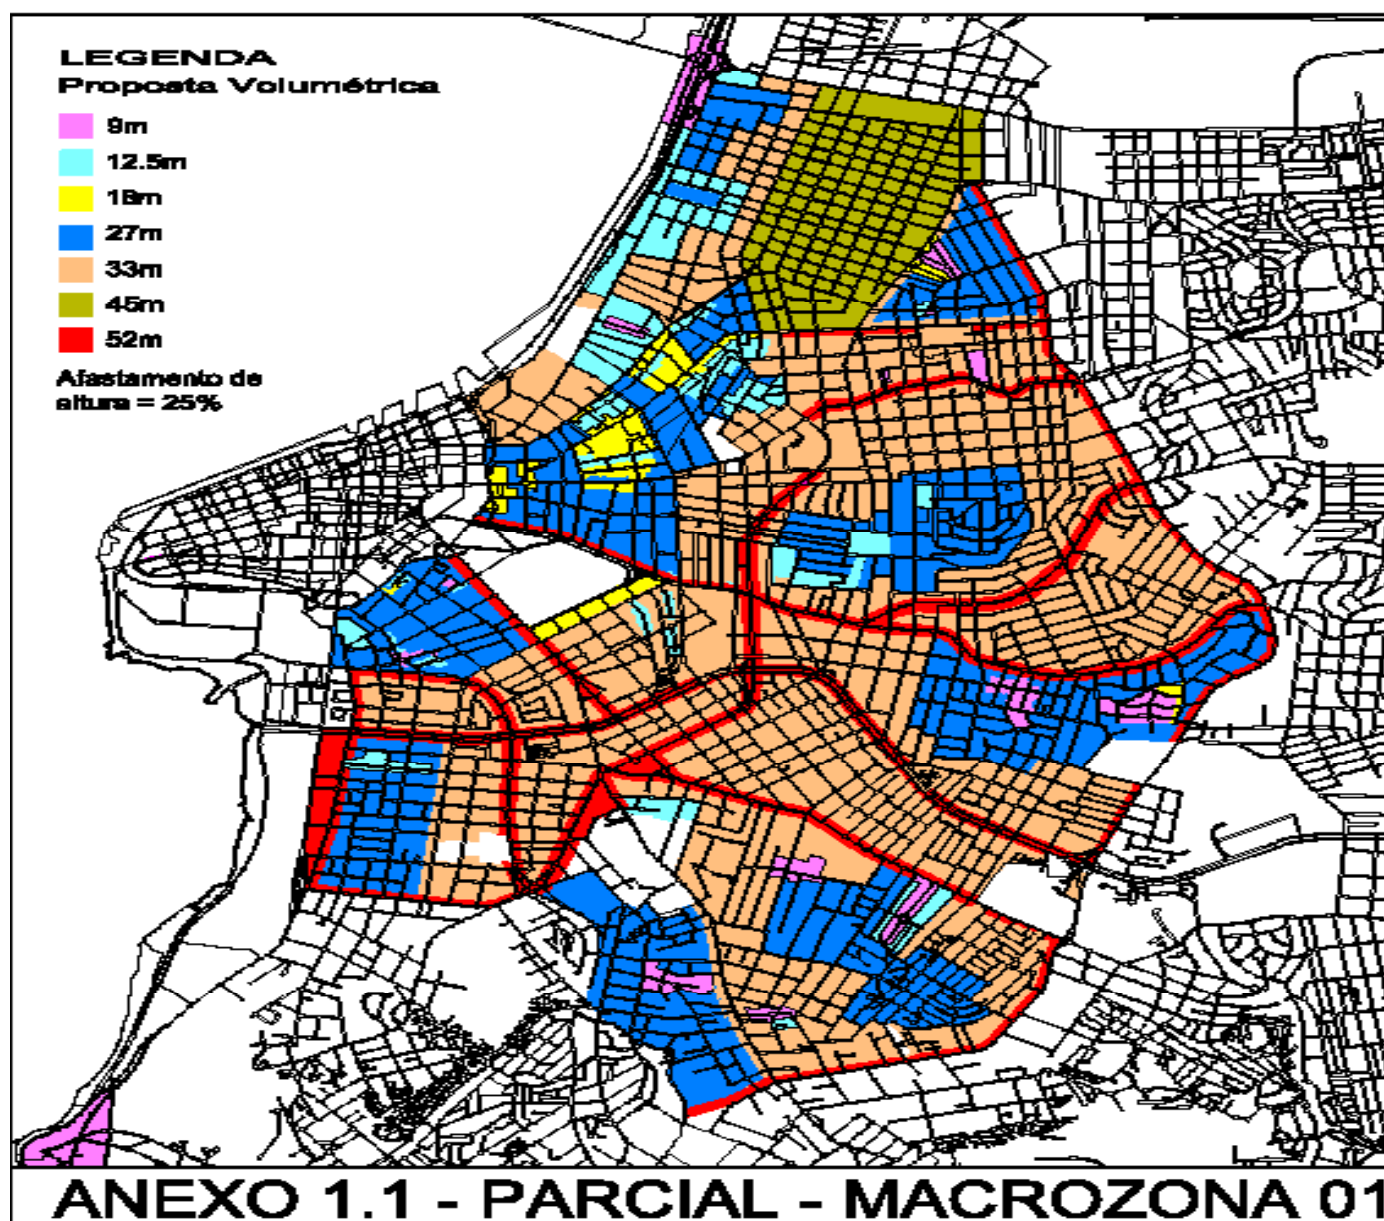 LEGENDA
Proposta Volumétrica
9m
12.5m
18m
27m
33m
45m
52m
Afastamento de
altura = 25%
ANEXO 1.1 - PARCIAL - MACROZONA 01